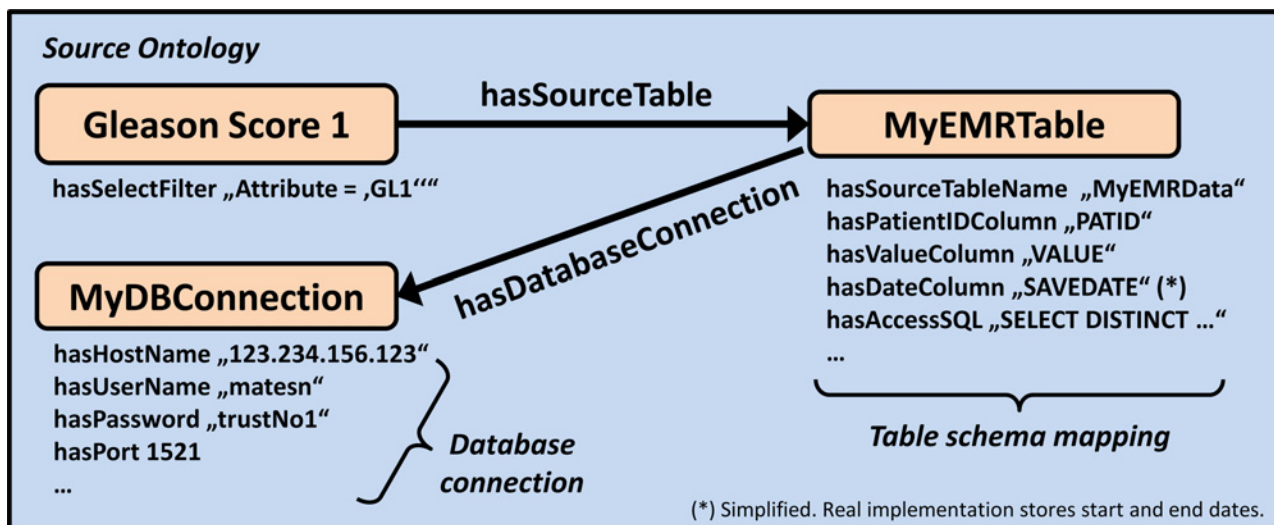 Source Ontology
Gleason Score 1
hasSelectFilter „Attribute = ‚GL1‘“
hasSourceTable
MyEMRTable
hasSourceTableName „MyEMRData“
hasPatientIDColumn „PATID“
hasValueColumn „VALUE“
hasDateColumn „SAVEDATE“ (*)
hasAccessSQL „SELECT DISTINCT ...“
...
Table schema mapping
hasDatabaseConnection
MyDBConnection
hasHostName „123.234.156.123“
hasUserName „matesn“
hasPassword „trustNo1“
hasPort 1521
...
Database
connection
(*) Simplified. Real implementation stores start and end dates.